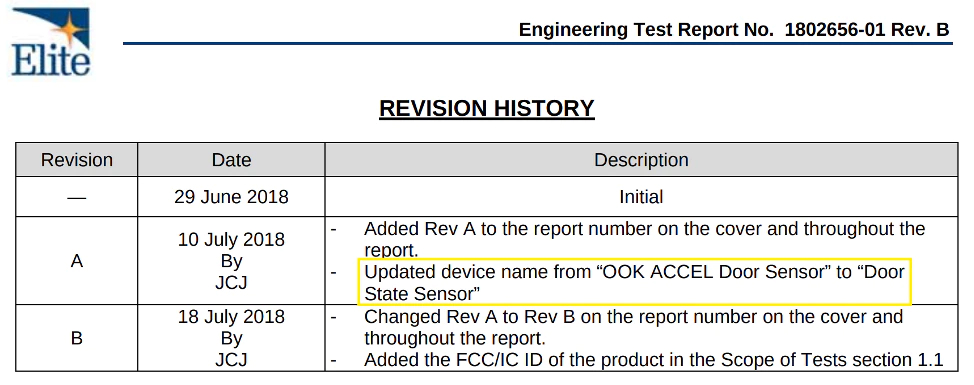 Elite
Engineering Test Report No. 1802656-01 Rev. B
REVISION HISTORY
Revision
Date
Description
—
29 June 2018
Initial
A
10 July 2018
By
JCJ
- Added Rev A to the report number on the cover and throughout the
report.
- Updated device name from “OOK ACCEL Door Sensor” to “Door
State Sensor”
B
18 July 2018
By
JCJ
- Changed Rev A to Rev B on the report number on the cover and
throughout the report.
- Added the FCC/IC ID of the product in the Scope of Tests section 1.1